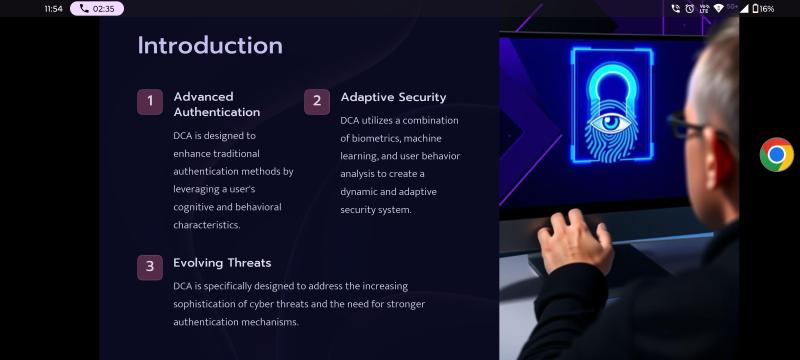 11:54 02:35 Vo% LTE 5G+ 16%
Introduction
1
Advanced
Authentication
DCA is designed to
enhance traditional
authentication methods by
leveraging a user's
cognitive and behavioral
characteristics.
2
Adaptive Security
DCA utilizes a combination
of biometrics, machine
learning, and user behavior
analysis to create a
dynamic and adaptive
security system.
3
Evolving Threats
DCA is specifically designed to address the increasing
sophistication of cyber threats and the need for stronger
authentication mechanisms.